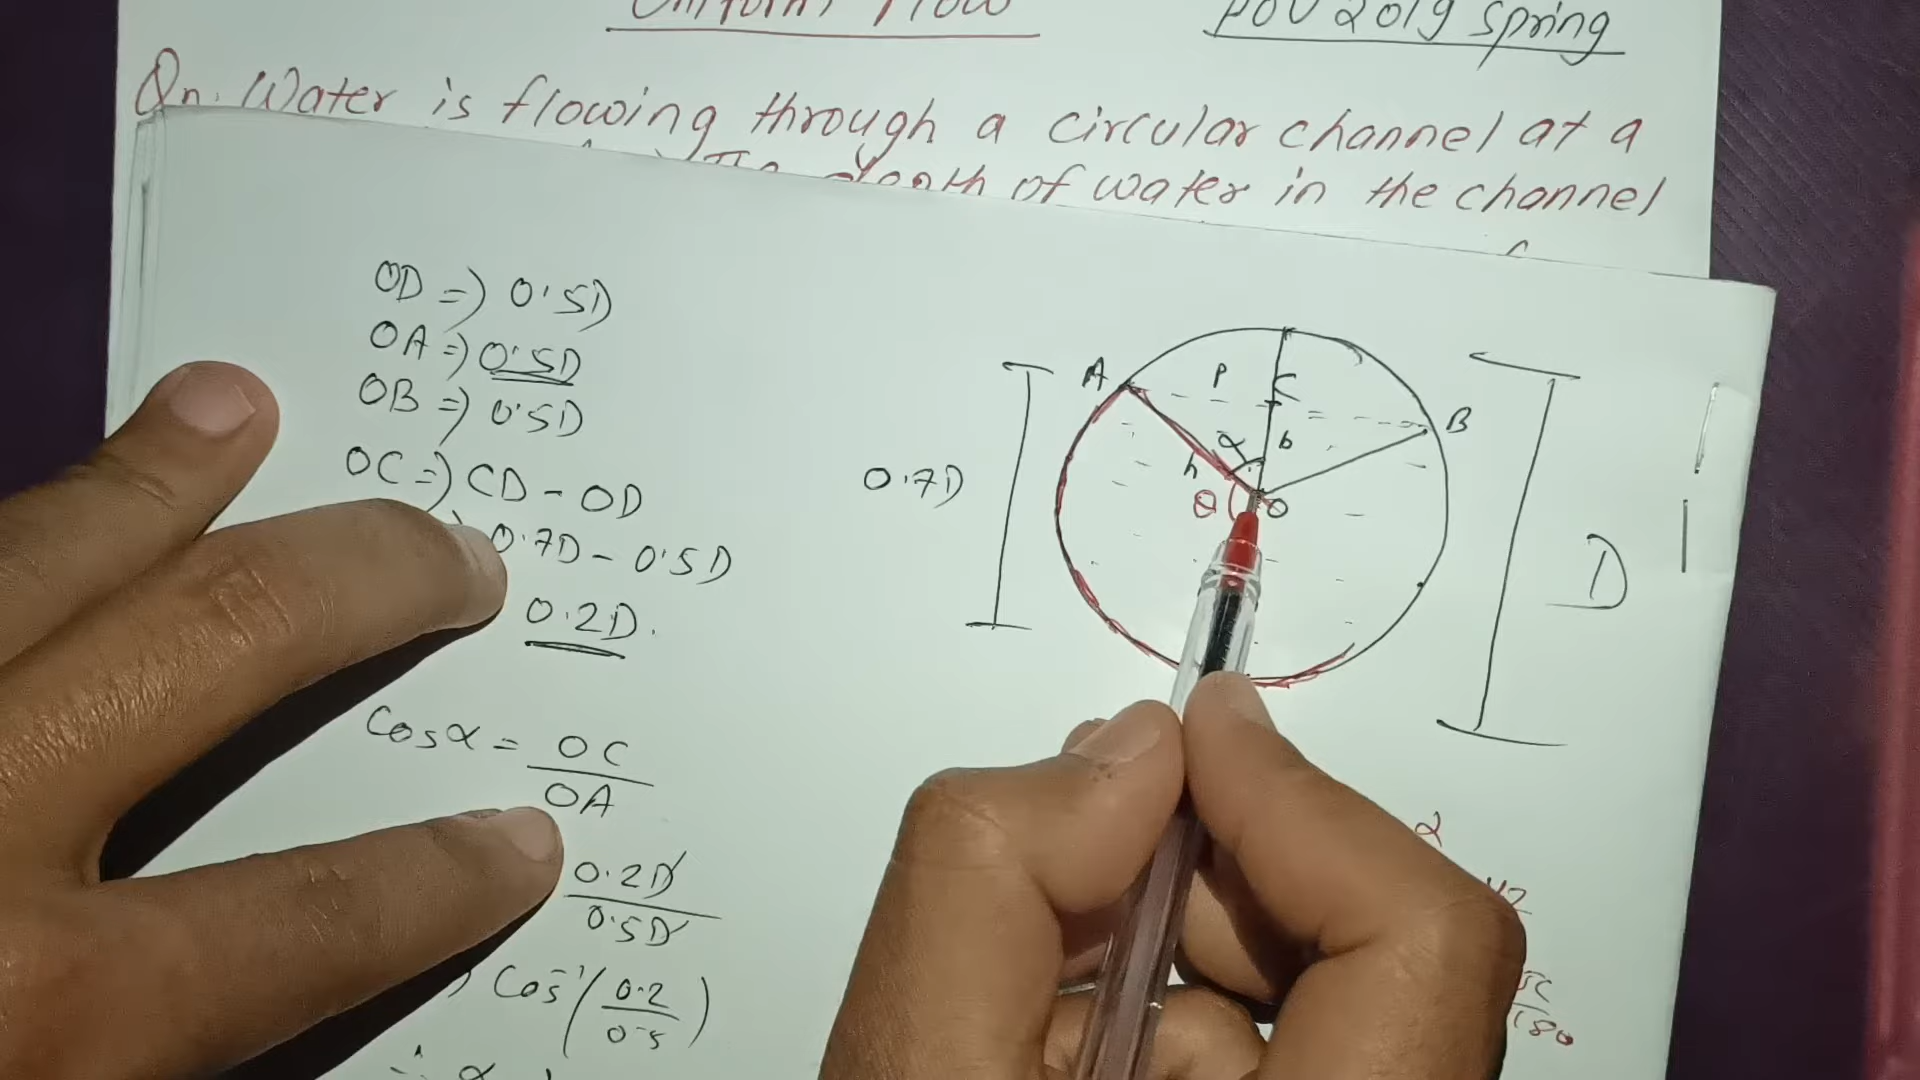 Uniform Flow
POU 2019 Spring
Qn. Water is flowing through a circular channel at a
depth of water in the channel
OD => 0.5D
OA => 0.5D
OB => 0.5D
OC => CD - OD
0.7D - 0.5D
0.2D.
Cosα = OC/OA
0.2D/0.5D
Cos⁻¹(0.2/0.5)
∴ α
0.7D
A
P
C
B
α
b
h
θ
O
D
α
180